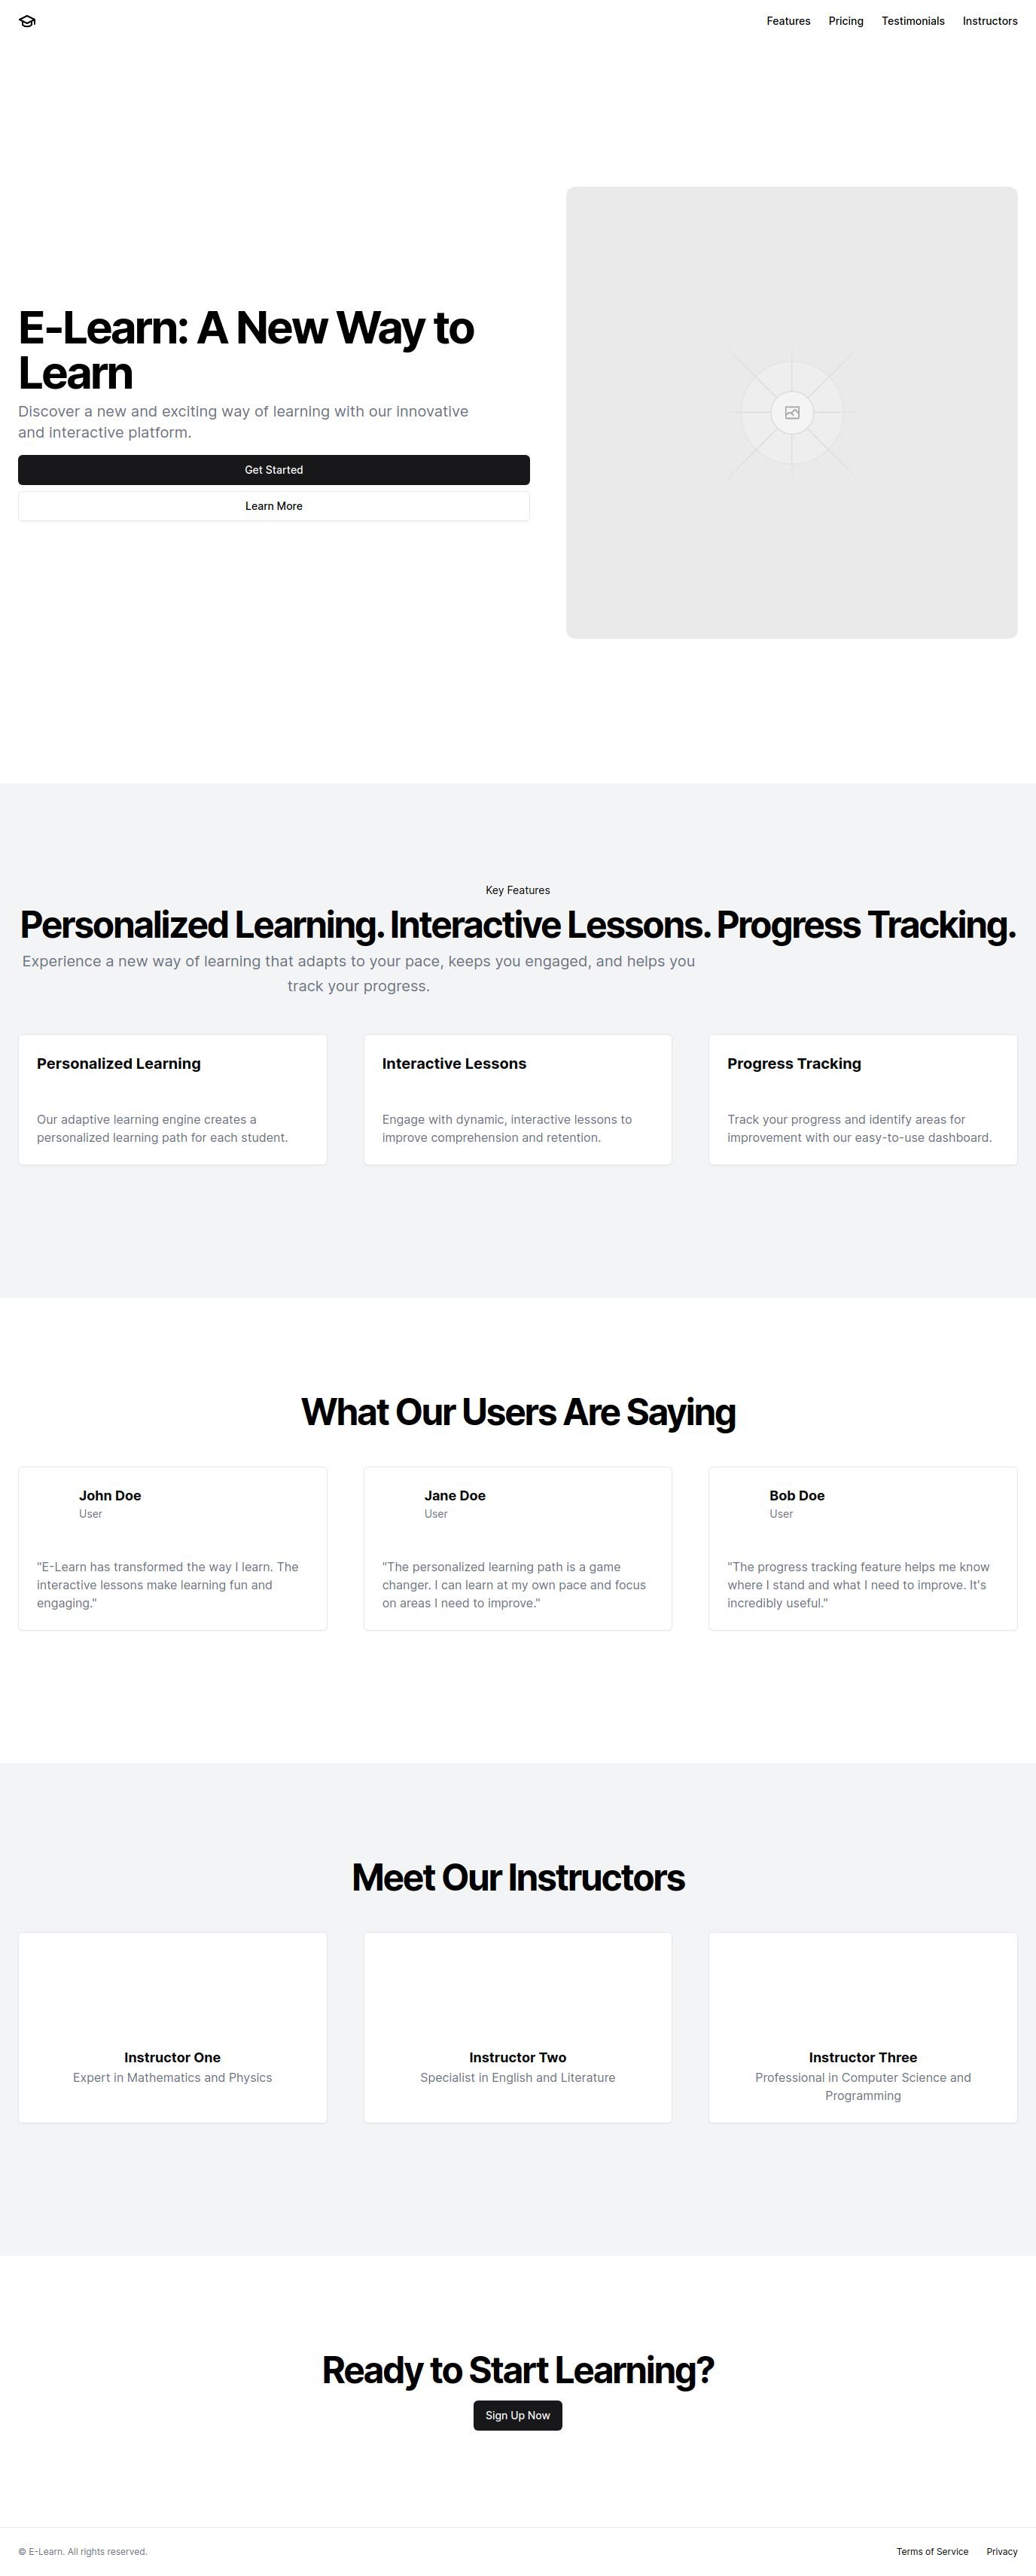 Features Pricing Testimonials Instructors
E-Learn: A New Way to
Learn
Discover a new and exciting way of learning with our innovative
and interactive platform.
Get Started
Learn More
Key Features
Personalized Learning. Interactive Lessons. Progress Tracking.
Experience a new way of learning that adapts to your pace, keeps you engaged, and helps you
track your progress.
Personalized Learning
Our adaptive learning engine creates a
personalized learning path for each student.
Interactive Lessons
Engage with dynamic, interactive lessons to
improve comprehension and retention.
Progress Tracking
Track your progress and identify areas for
improvement with our easy-to-use dashboard.
What Our Users Are Saying
John Doe
User
"E-Learn has transformed the way I learn. The
interactive lessons make learning fun and
engaging."
Jane Doe
User
"The personalized learning path is a game
changer. I can learn at my own pace and focus
on areas I need to improve."
Bob Doe
User
"The progress tracking feature helps me know
where I stand and what I need to improve. It's
incredibly useful."
Meet Our Instructors
Instructor One
Expert in Mathematics and Physics
Instructor Two
Specialist in English and Literature
Instructor Three
Professional in Computer Science and
Programming
Ready to Start Learning?
Sign Up Now
© E-Learn. All rights reserved.
Terms of Service Privacy